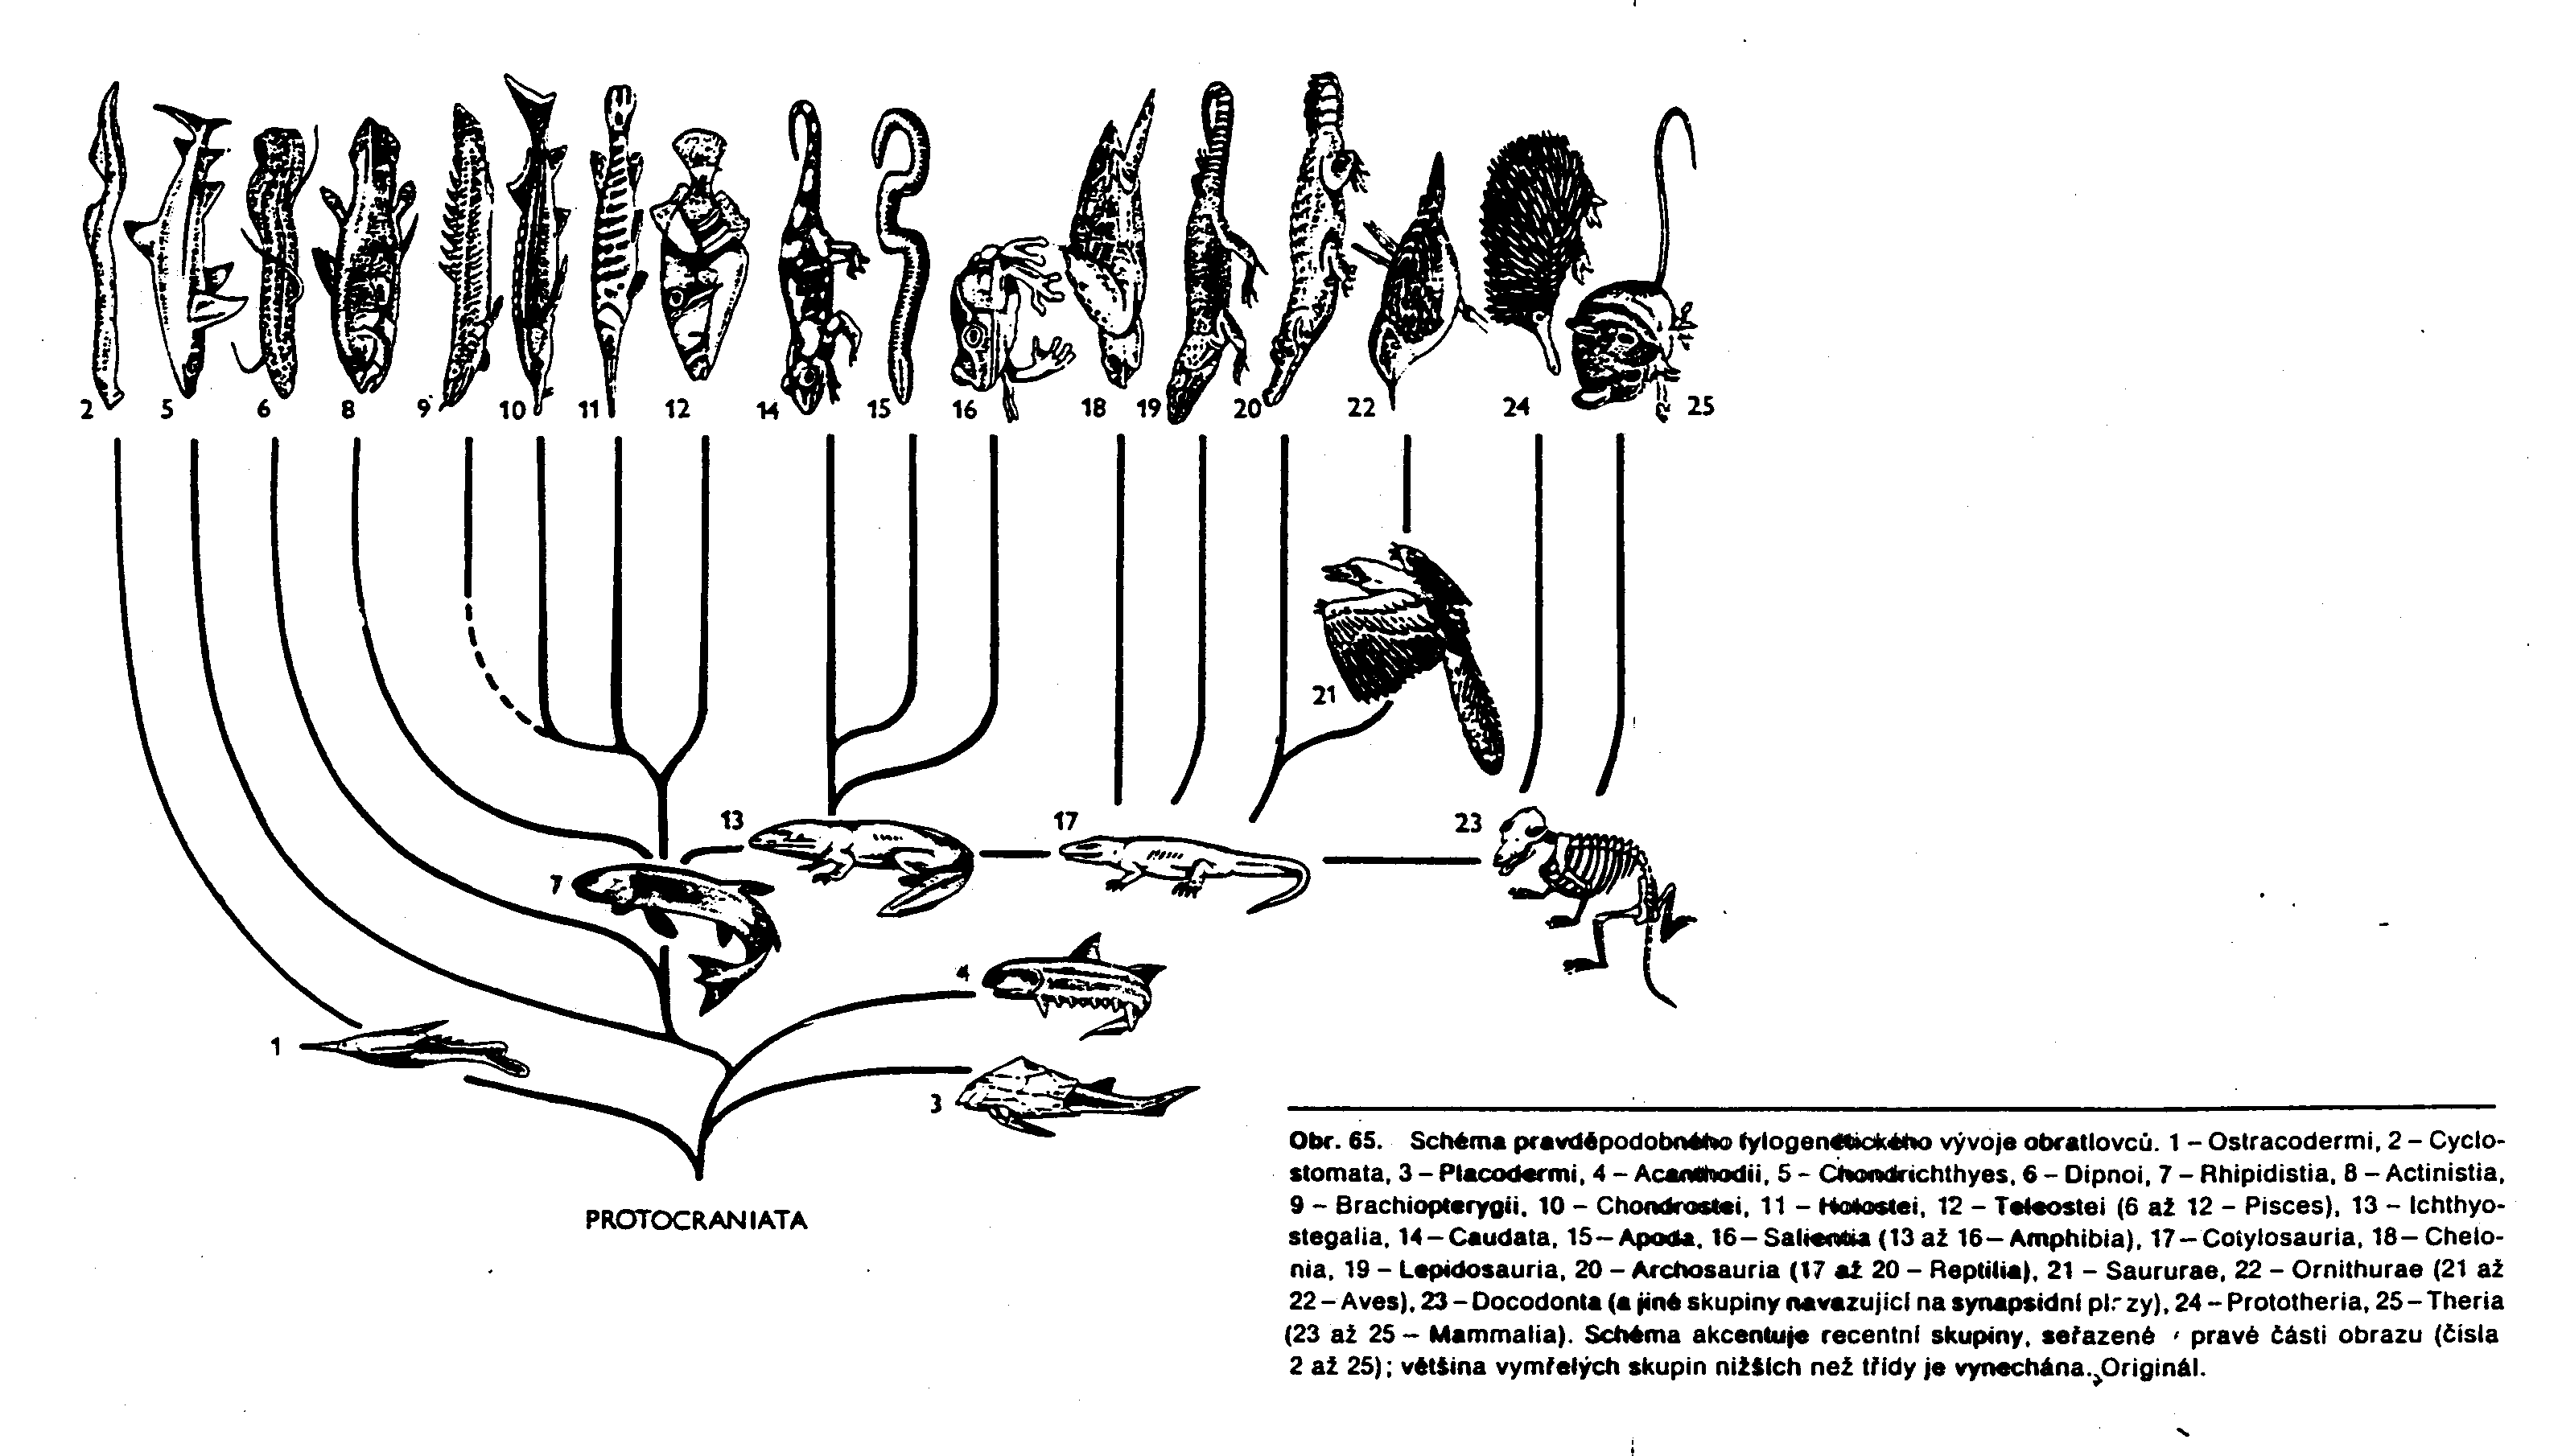 2 5 6 8 9 10 11 12 14 15 16 18 19 20 22 24 25
21
13 17 23
7
4
1
3
PROTOCRANIATA
Obr. 65. Schéma pravděpodobného fylogenetického vývoje obratlovců. 1 – Ostracodermi, 2 – Cyclo-
stomata, 3 – Placodermi, 4 – Acanthodii, 5 – Chondrichthyes, 6 – Dipnoi, 7 – Rhipidistia, 8 – Actinistia,
9 – Brachiopterygii, 10 – Chondrostei, 11 – Holostei, 12 – Teleostei (6 až 12 – Pisces), 13 – Ichthyo-
stegalia, 14 – Caudata, 15 – Apoda, 16 – Salientia (13 až 16 – Amphibia), 17 – Cotylosauria, 18 – Chelo-
nia, 19 – Lepidosauria, 20 – Archosauria (17 až 20 – Reptilia), 21 – Saururae, 22 – Ornithurae (21 až
22 – Aves), 23 – Docodonta (a jiné skupiny navazující na synapsidní plazy), 24 – Prototheria, 25 – Theria
(23 až 25 – Mammalia). Schéma akcentuje recentní skupiny, seřazené pravé části obrazu (čísla
2 až 25); většina vymřelých skupin nižších než třídy je vynechána. Originál.